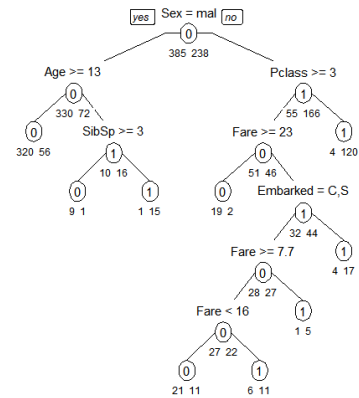 yes Sex = mal no
0
385 238
Age >= 13 Pclass >= 3
0 1
330 72 55 166
SibSp >= 3 Fare >= 23
0 1 0 1
320 56 10 16 51 46 4 120
Embarked = C,S
0 1 0 1
9 1 1 15 19 2 32 44
Fare >= 7.7
0 1
28 27 4 17
Fare < 16
0 1
27 22 1 5
0 1
21 11 6 11